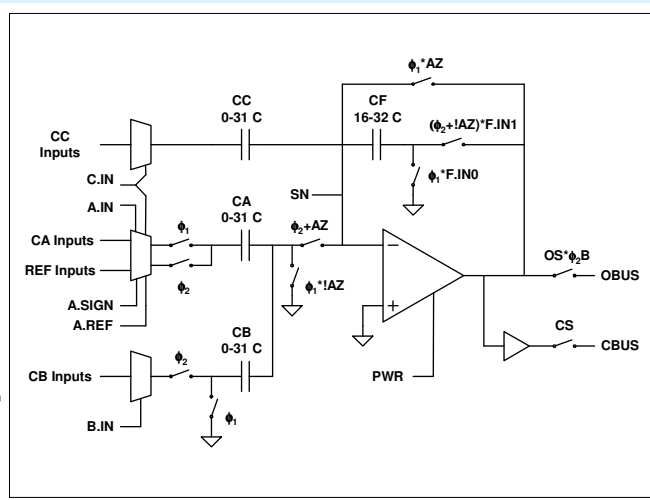 ϕ1*AZ
CC
0-31 C
CF
16-32 C
CC
Inputs
(ϕ2+!AZ)*F.IN1
ϕ1*F.IN0
C.IN
SN
A.IN
CA
0-31 C
ϕ1
ϕ2+AZ
CA Inputs
REF Inputs
ϕ2
ϕ1*!AZ
OS*ϕ2B
OBUS
A.SIGN
A.REF
CB
0-31 C
CS
CBUS
CB Inputs
ϕ2
PWR
ϕ1
B.IN